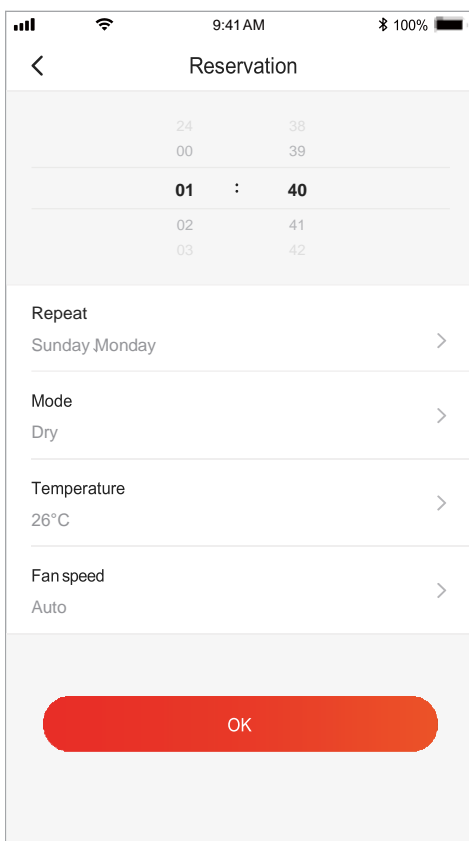 9:41 AM 100%
Reservation
24 38
00 39
01 : 40
02 41
03 42
Repeat
Sunday,Monday
Mode
Dry
Temperature
26°C
Fan speed
Auto
OK